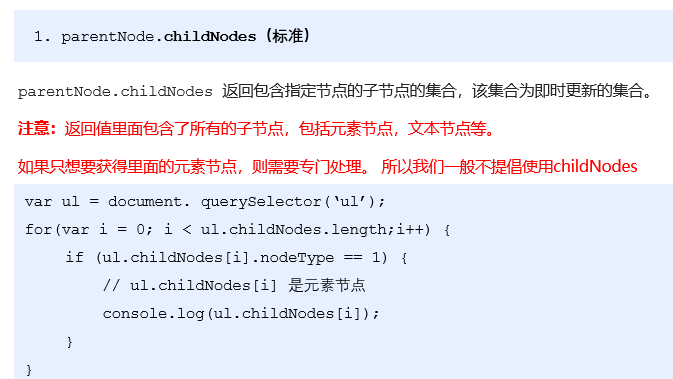 1. parentNode.childNodes（标准）
parentNode.childNodes 返回包含指定节点的子节点的集合，该集合为即时更新的集合。
注意：返回值里面包含了所有的子节点，包括元素节点，文本节点等。
如果只想要获得里面的元素节点，则需要专门处理。 所以我们一般不提倡使用childNodes
var ul = document. querySelector(‘ul’);
for(var i = 0; i < ul.childNodes.length;i++) {
if (ul.childNodes[i].nodeType == 1) {
// ul.childNodes[i] 是元素节点
console.log(ul.childNodes[i]);
}
}